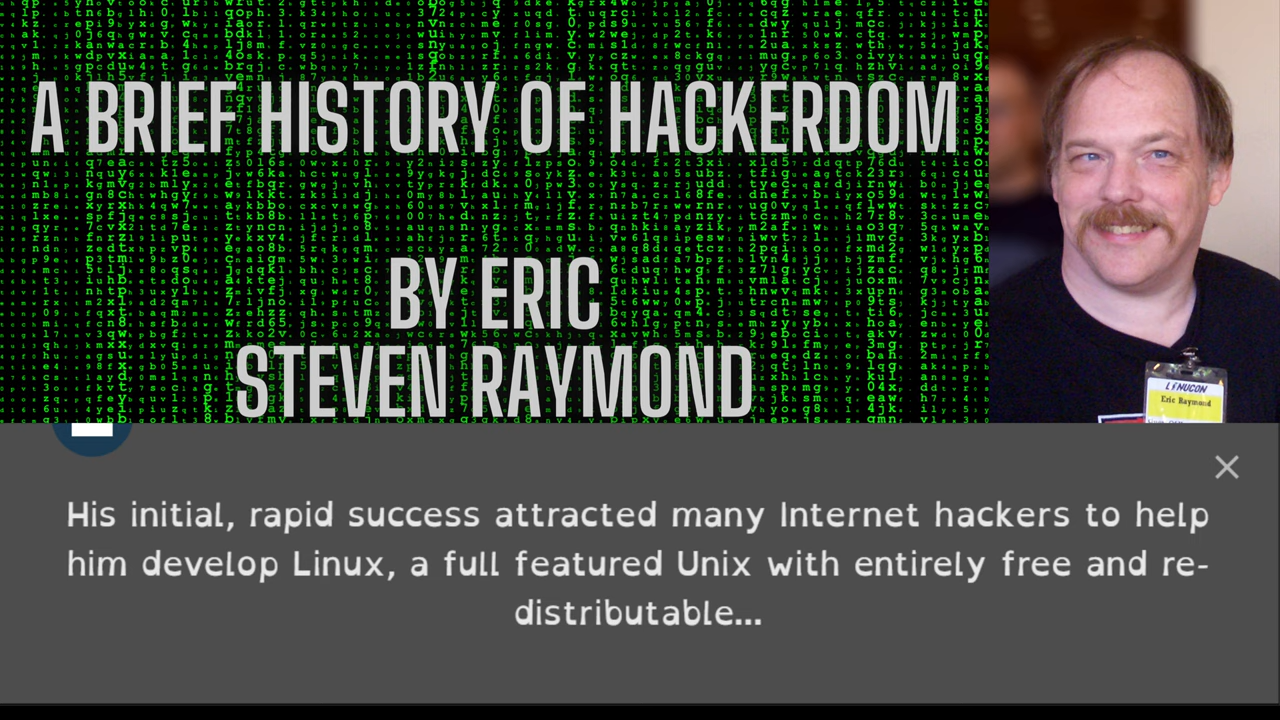 A BRIEF HISTORY OF HACKERDOM
BY ERIC
STEVEN RAYMOND
LINUCON
Eric Raymond
His initial, rapid success attracted many Internet hackers to help
him develop Linux, a full featured Unix with entirely free and re-
distributable...